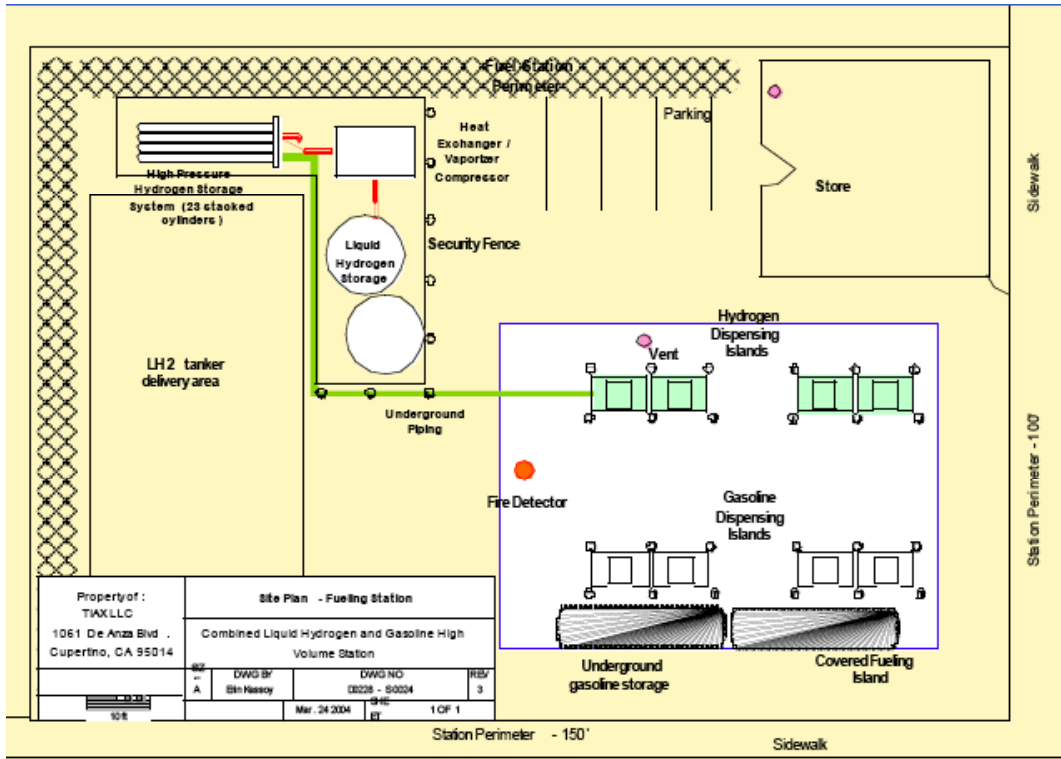 Fuel Station
Perimeter
Parking
Heat
Exchanger /
Vaporizer
Compressor
High Pressure
Hydrogen Storage
System (23 stacked
cylinders )
Store
Sidewalk
Liquid
Hydrogen
Storage
Security Fence
Hydrogen
Dispensing
Islands
Vent
LH2 tanker
delivery area
Underground
Piping
Station Perimeter - 100'
Fire Detector
Gasoline
Dispensing
Islands
Property of :
TIAX LLC
1061 De Anza Blvd .
Cupertino, CA 95014
Site Plan - Fueling Station
Combined Liquid Hydrogen and Gasoline High
Volume Station
A
DWG BY
Erin Kassoy
DWG NO
D0228 - S0024
REV
3
Mar. 24 2004
1 OF 1
10 ft
Underground
gasoline storage
Covered Fueling
Island
Station Perimeter - 150'
Sidewalk